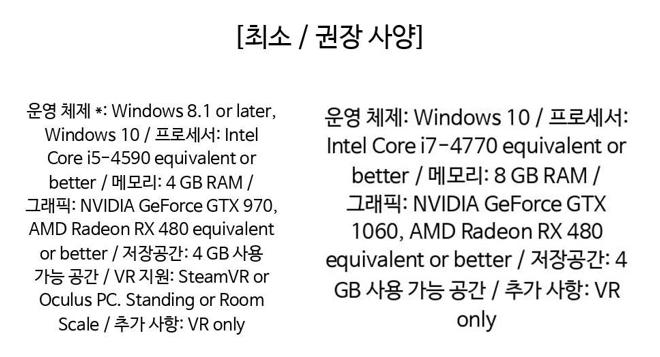 [최소 / 권장 사양]
운영 체제 *: Windows 8.1 or later,
Windows 10 / 프로세서: Intel
Core i5-4590 equivalent or
better / 메모리: 4 GB RAM /
그래픽: NVIDIA GeForce GTX 970,
AMD Radeon RX 480 equivalent
or better / 저장공간: 4 GB 사용
가능 공간 / VR 지원: SteamVR or
Oculus PC. Standing or Room
Scale / 추가 사항: VR only
운영 체제: Windows 10 / 프로세서:
Intel Core i7-4770 equivalent or
better / 메모리: 8 GB RAM /
그래픽: NVIDIA GeForce GTX
1060, AMD Radeon RX 480
equivalent or better / 저장공간: 4
GB 사용 가능 공간 / 추가 사항: VR
only